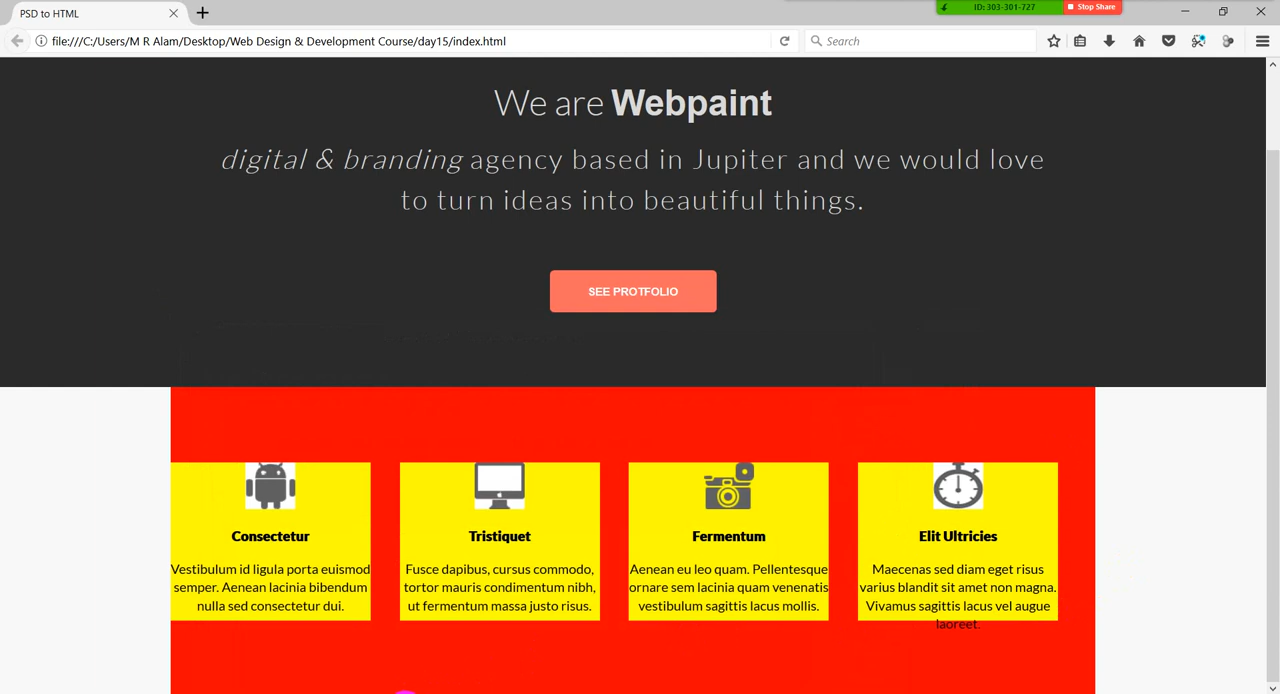 PSD to HTML
ID: 303-301-727
Stop Share
file:///C:/Users/M R Alam/Desktop/Web Design & Development Course/day15/index.html
Search
We are Webpaint
digital & branding agency based in Jupiter and we would love
to turn ideas into beautiful things.
SEE PROTFOLIO
Consectetur
Vestibulum id ligula porta euismod
semper. Aenean lacinia bibendum
nulla sed consectetur dui.
Tristiquet
Fusce dapibus, cursus commodo,
tortor mauris condimentum nibh,
ut fermentum massa justo risus.
Fermentum
Aenean eu leo quam. Pellentesque
ornare sem lacinia quam venenatis
vestibulum sagittis lacus mollis.
Elit Ultricies
Maecenas sed diam eget risus
varius blandit sit amet non magna.
Vivamus sagittis lacus vel augue
laoreet.